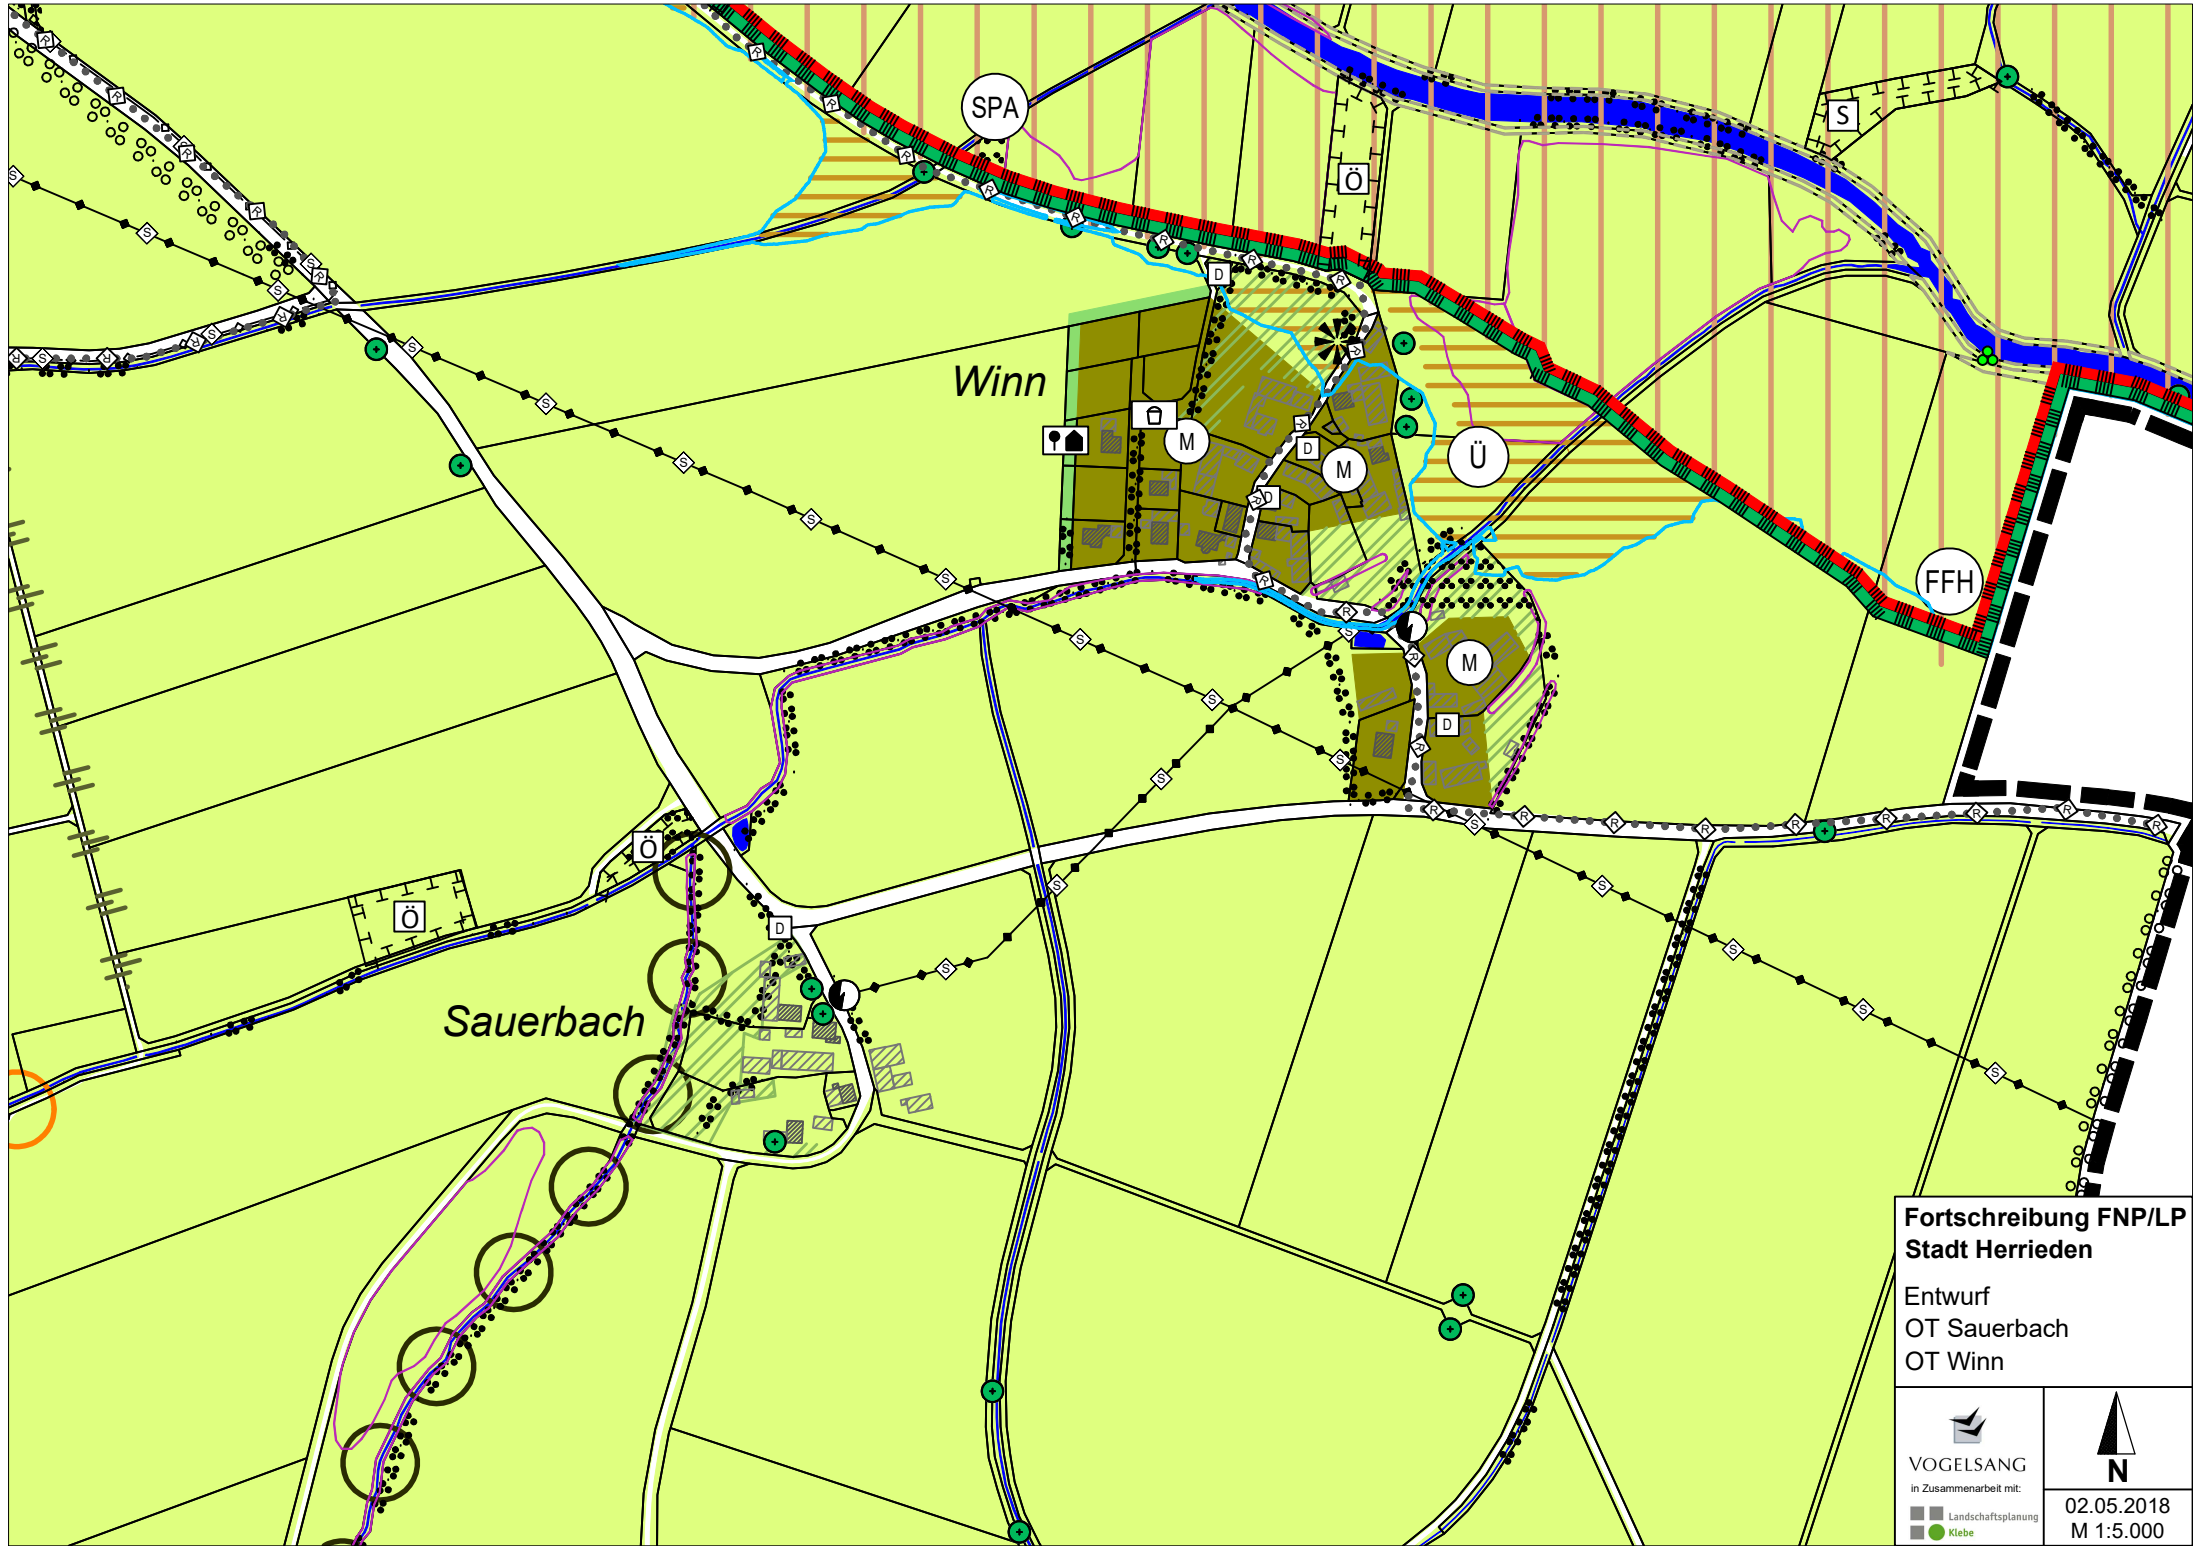 SPA
S
Ö
D
Winn
M
D
M
Ü
D
FFH
M
D
Ö
Ö
D
Sauerbach
R
S
Fortschreibung FNP/LP
Stadt Herrieden
Entwurf
OT Sauerbach
OT Winn
VOGELSANG
in Zusammenarbeit mit:
Landschaftsplanung
Klebe
N
02.05.2018
M 1:5.000